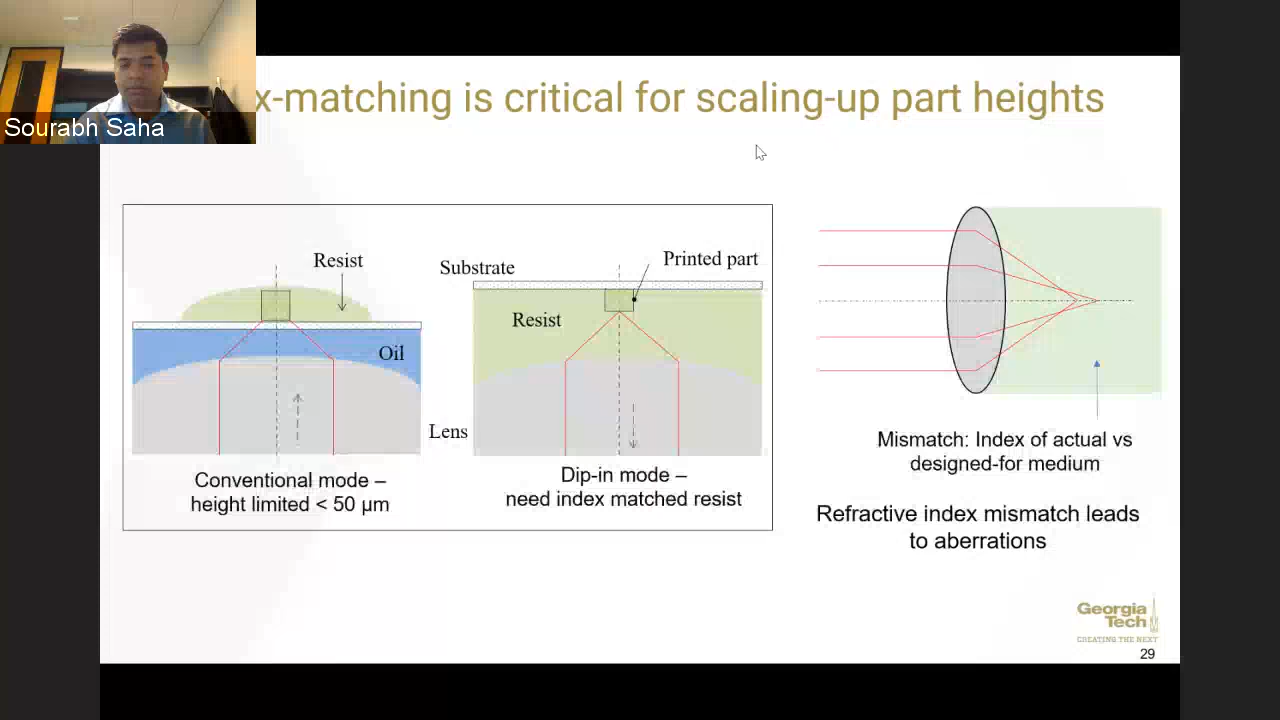 Sourabh Saha
x-matching is critical for scaling-up part heights
Resist
Oil
Conventional mode –
height limited < 50 µm
Substrate
Printed part
Resist
Lens
Dip-in mode –
need index matched resist
Mismatch: Index of actual vs
designed-for medium
Refractive index mismatch leads
to aberrations
Georgia
Tech
CREATING THE NEXT
29